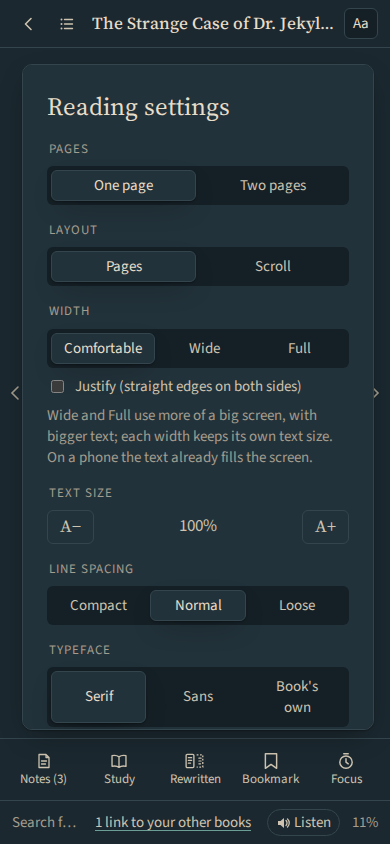 The Strange Case of Dr. Jekyl... Aa
Reading settings
PAGES
One page Two pages
LAYOUT
Pages Scroll
WIDTH
Comfortable Wide Full
Justify (straight edges on both sides)
Wide and Full use more of a big screen, with
bigger text; each width keeps its own text size.
On a phone the text already fills the screen.
TEXT SIZE
A− 100% A+
LINE SPACING
Compact Normal Loose
TYPEFACE
Serif Sans Book's
own
Notes (3) Study Rewritten Bookmark Focus
Search f... 1 link to your other books Listen 11%